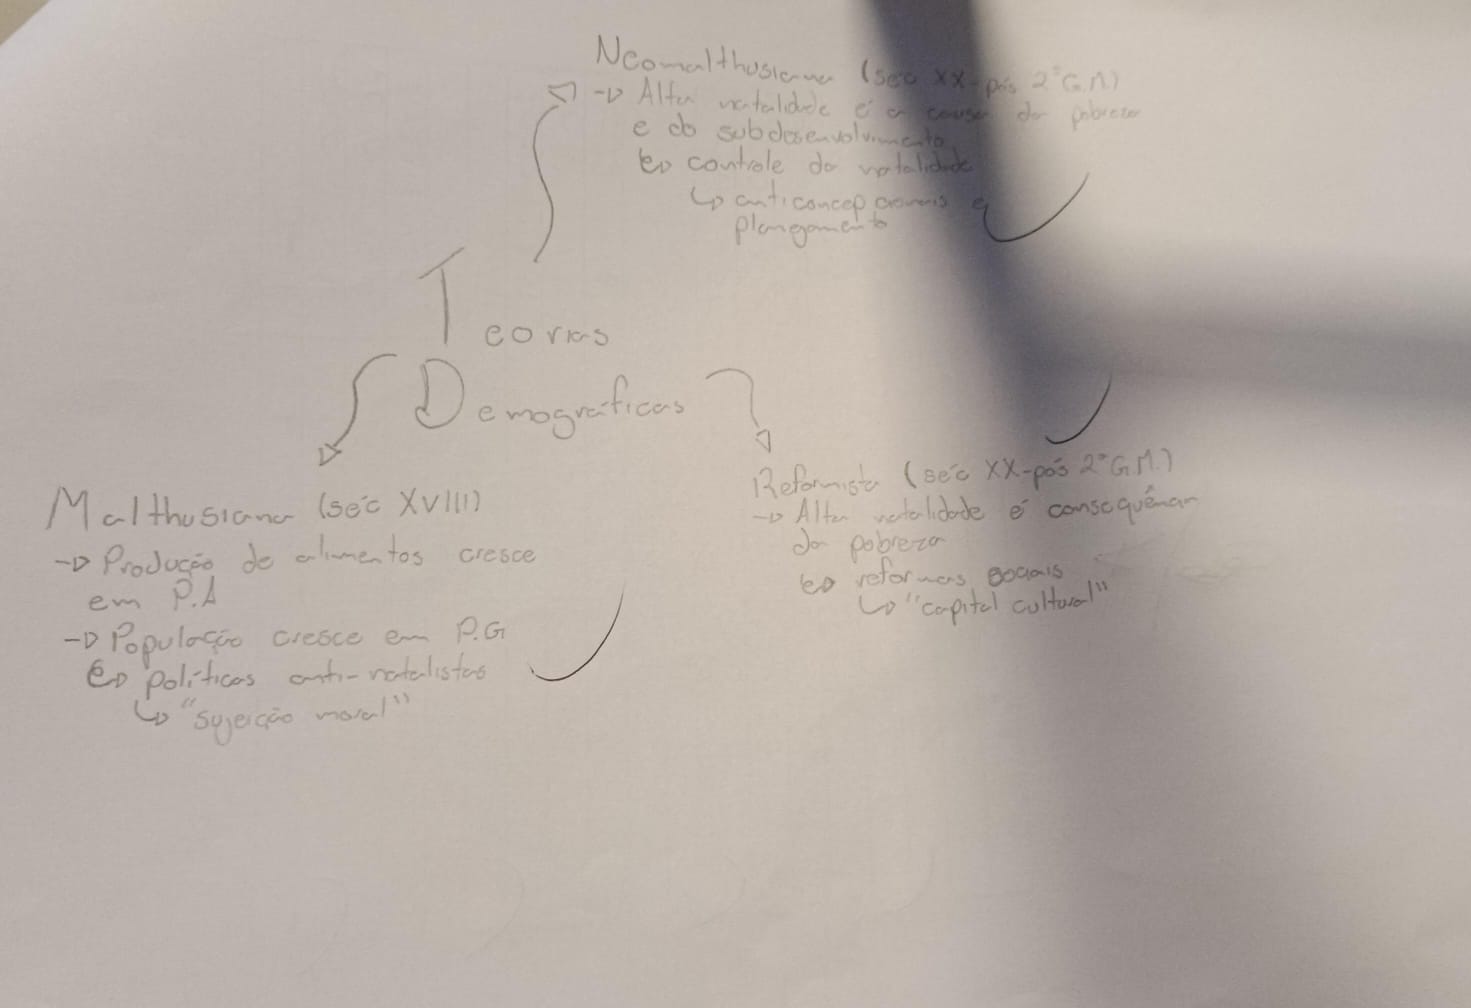 Neomalthusiana (séc XX-pós 2ªG.M)
→ Alta natalidade é a causa da pobreza
e do subdesenvolvimento
↳ controle da natalidade
↳ anticoncepcionais e
planejamento
Teorias
Demográficas
Malthusiana (séc XVIII)
→ Produção de alimentos cresce
em P.A
→ População cresce em P.G
↳ políticas anti-natalistas
↳ "sujeição moral"
Reformista (séc XX-pós 2ªG.M.)
→ Alta natalidade é consequência
da pobreza
↳ reformas sociais
↳ "capital cultural"